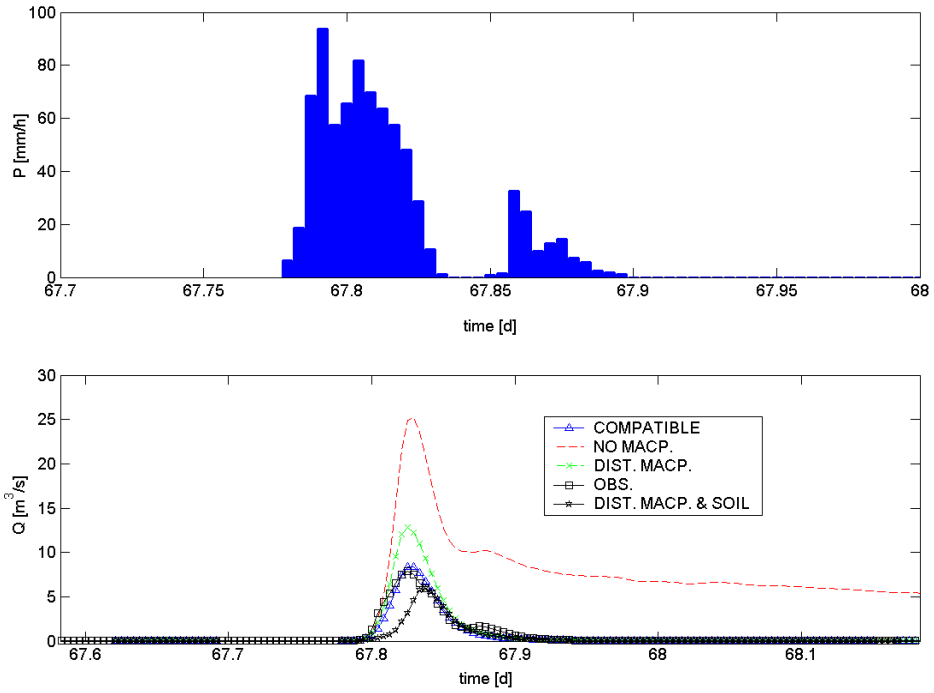 100
80
60
40
20
0
P [mm/h]
67.7 67.75 67.8 67.85 67.9 67.95 68
time [d]
30
25
20
15
10
5
0
Q [m³/s]
COMPATIBLE
NO MACP.
DIST. MACP.
OBS.
DIST. MACP. & SOIL
67.6 67.7 67.8 67.9 68 68.1
time [d]